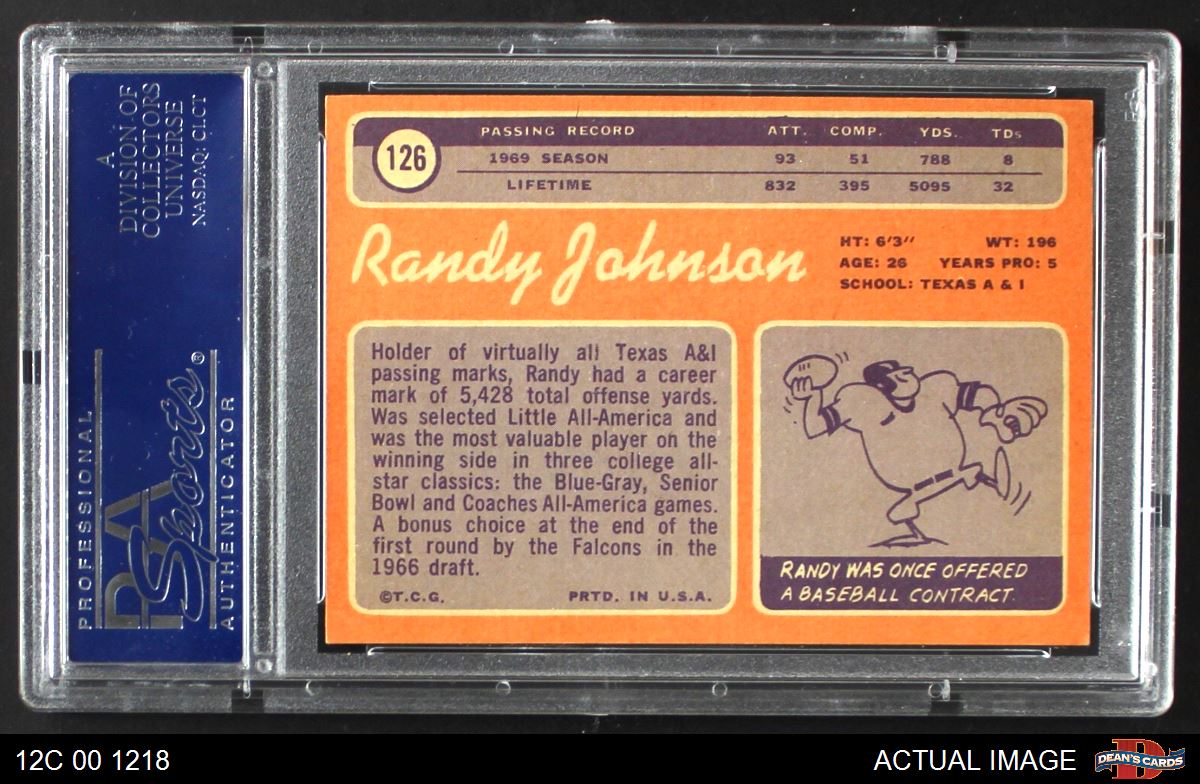 A
DIVISION OF
COLLECTORS
UNIVERSE
NASDAQ: CLCT
PROFESSIONAL
PSA
Sports®
AUTHENTICATOR
126
PASSING RECORD ATT. COMP. YDS. TDs
1969 SEASON 93 51 788 8
LIFETIME 832 395 5095 32
Randy Johnson
HT: 6'3" WT: 196
AGE: 26 YEARS PRO: 5
SCHOOL: TEXAS A & I
Holder of virtually all Texas A&I
passing marks, Randy had a career
mark of 5,428 total offense yards.
Was selected Little All-America and
was the most valuable player on the
winning side in three college all-
star classics: the Blue-Gray, Senior
Bowl and Coaches All-America games.
A bonus choice at the end of the
first round by the Falcons in the
1966 draft.
©T.C.G. PRTD. IN U.S.A.
RANDY WAS ONCE OFFERED
A BASEBALL CONTRACT.
12C 00 1218
ACTUAL IMAGE
D
DEAN'S CARDS